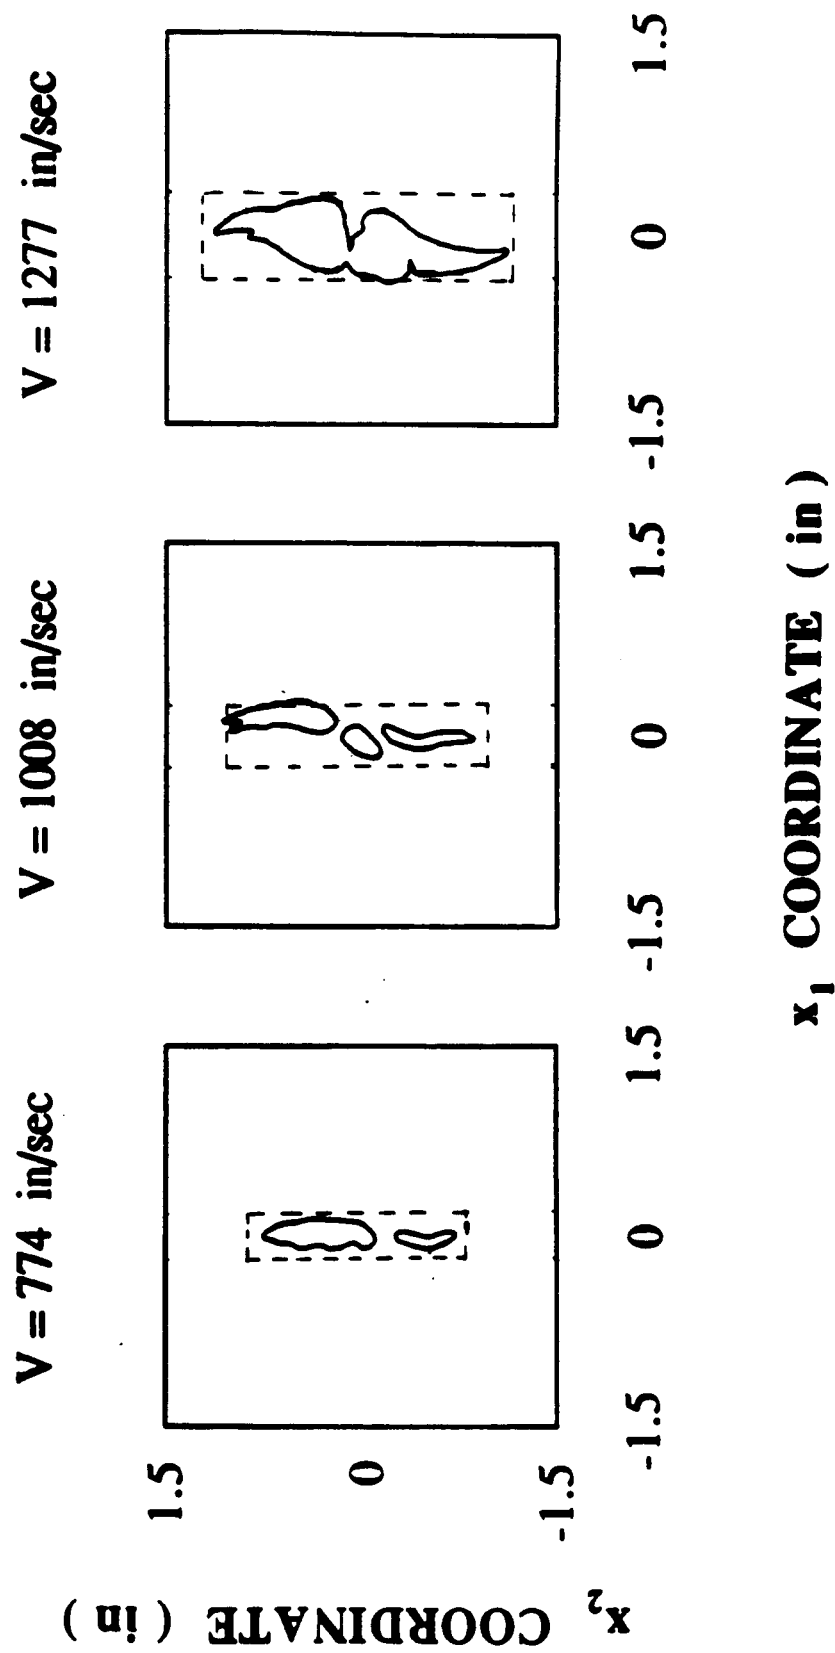 V = 774 in/sec
V = 1008 in/sec
V = 1277 in/sec
x₂ COORDINATE ( in )
1.5
0
-1.5
-1.5
0
1.5
-1.5
0
1.5
-1.5
0
1.5
x₁ COORDINATE ( in )